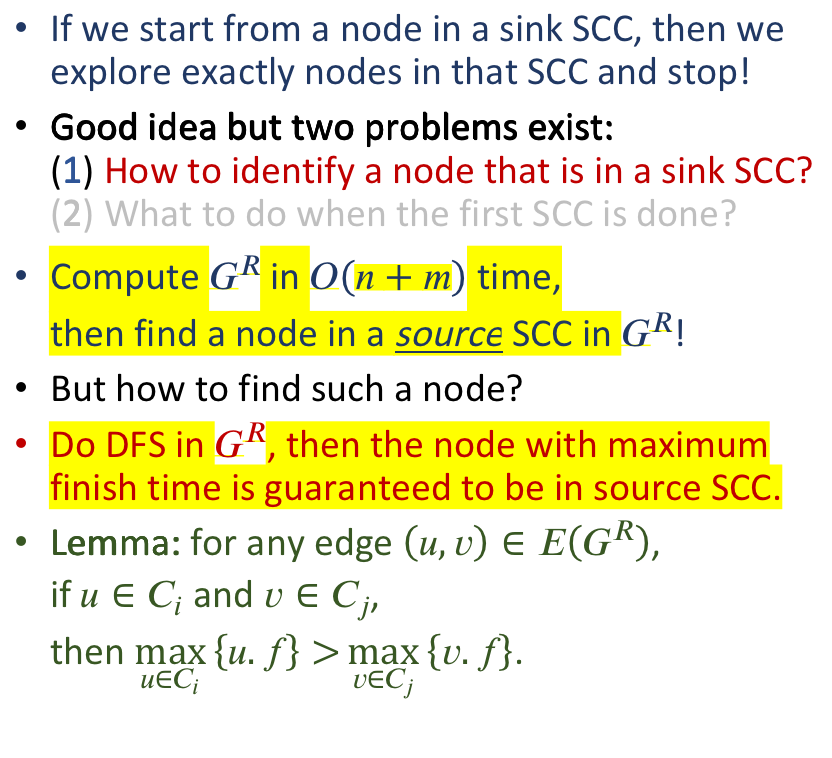 • If we start from a node in a sink SCC, then we
explore exactly nodes in that SCC and stop!
• Good idea but two problems exist:
(1) How to identify a node that is in a sink SCC?
(2) What to do when the first SCC is done?
• Compute G^R in O(n + m) time,
then find a node in a source SCC in G^R!
• But how to find such a node?
• Do DFS in G^R, then the node with maximum
finish time is guaranteed to be in source SCC.
• Lemma: for any edge (u, v) ∈ E(G^R),
if u ∈ C_i and v ∈ C_j,
then max_{u∈C_i} {u. f} > max_{v∈C_j} {v. f}.